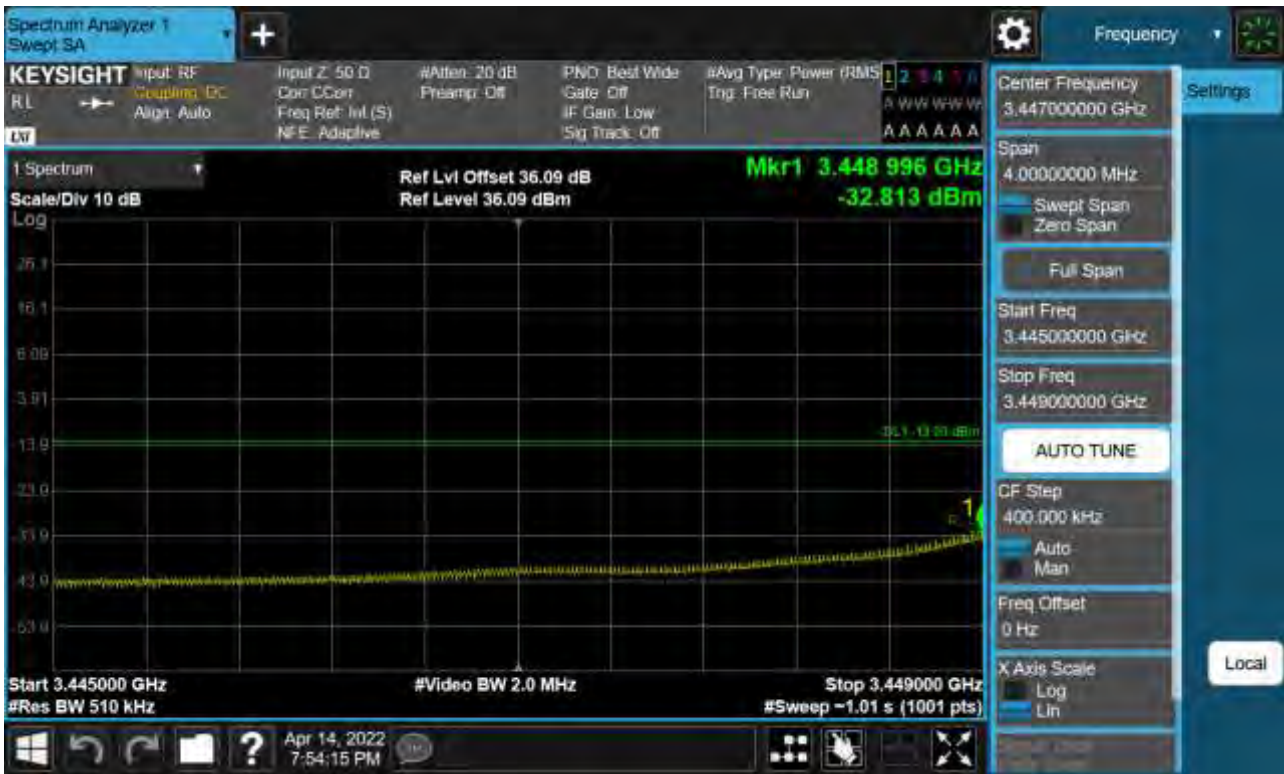 Spectrum Analyzer 1
Swept SA
Frequency
KEYSIGHT
RL
Input: RF
Coupling: DC
Align: Auto
Input Z: 50 Ω
Corr CCorr
Freq Ref: Int (S)
NFE: Adaptive
#Atten: 20 dB
Preamp: Off
PNO: Best Wide
Gate: Off
IF Gain: Low
Sig Track: Off
#Avg Type: Power (RMS
Trig: Free Run
1 2 3 4 5 6
A W W W W W
A A A A A A
1 Spectrum
Scale/Div 10 dB
Log
Ref Lvl Offset 36.09 dB
Ref Level 36.09 dBm
Mkr1 3.448 996 GHz
-32.813 dBm
26.1
16.1
6.09
-3.91
-13.9
DL1 -13.00 dBm
-23.9
1
-33.9
-43.9
-53.9
Start 3.445000 GHz
#Res BW 510 kHz
#Video BW 2.0 MHz
Stop 3.449000 GHz
#Sweep ~1.01 s (1001 pts)
Apr 14, 2022
7:54:15 PM
Center Frequency
3.447000000 GHz
Settings
Span
4.00000000 MHz
Swept Span
Zero Span
Full Span
Start Freq
3.445000000 GHz
Stop Freq
3.449000000 GHz
AUTO TUNE
CF Step
400.000 kHz
Auto
Man
Freq Offset
0 Hz
X Axis Scale
Log
Lin
Local